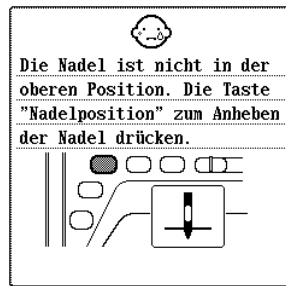 Die Nadel ist nicht in der
oberen Position. Die Taste
"Nadelposition" zum Anheben
der Nadel drücken.